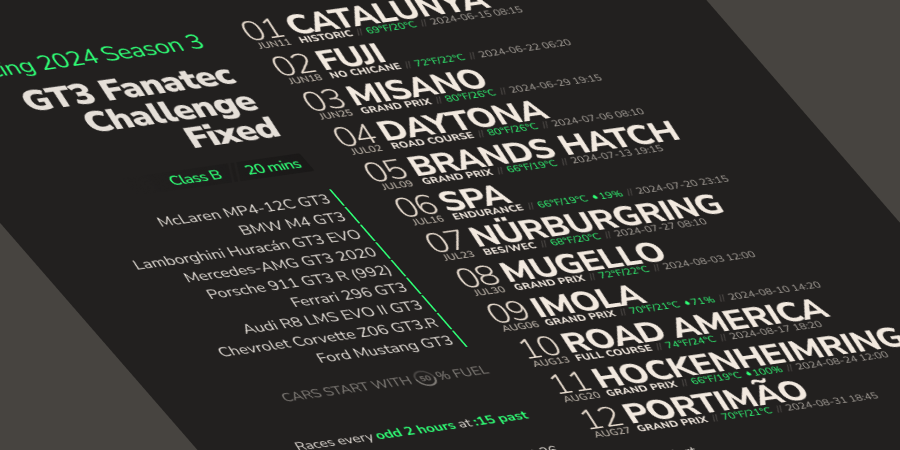 ing 2024 Season 3
GT3 Fanatec
Challenge
Fixed
Class B 20 mins
McLaren MP4-12C GT3
BMW M4 GT3
Lamborghini Huracán GT3 EVO
Mercedes-AMG GT3 2020
Porsche 911 GT3 R (992)
Ferrari 296 GT3
Audi R8 LMS EVO II GT3
Chevrolet Corvette Z06 GT3.R
Ford Mustang GT3
CARS START WITH 50 % FUEL
Races every odd 2 hours at :15 past
01 CATALUNYA
JUN11 HISTORIC // 69°F/20°C // 2024-06-15 08:15
02 FUJI
JUN18 NO CHICANE // 72°F/22°C // 2024-06-22 06:20
03 MISANO
JUN25 GRAND PRIX // 80°F/26°C // 2024-06-29 19:15
04 DAYTONA
JUL02 ROAD COURSE // 80°F/26°C // 2024-07-06 08:10
05 BRANDS HATCH
JUL09 GRAND PRIX // 66°F/19°C // 2024-07-13 19:15
06 SPA
JUL16 ENDURANCE // 66°F/19°C 19% // 2024-07-20 23:15
07 NÜRBURGRING
JUL23 BES/WEC // 68°F/20°C // 2024-07-27 08:10
08 MUGELLO
JUL30 GRAND PRIX // 72°F/22°C // 2024-08-03 12:00
09 IMOLA
AUG06 GRAND PRIX // 70°F/21°C 71% // 2024-08-10 14:20
10 ROAD AMERICA
AUG13 FULL COURSE // 74°F/24°C // 2024-08-17 18:20
11 HOCKENHEIMRING
AUG20 GRAND PRIX // 66°F/19°C 100% // 2024-08-24 12:00
12 PORTIMÃO
AUG27 GRAND PRIX // 70°F/21°C // 2024-08-31 18:45